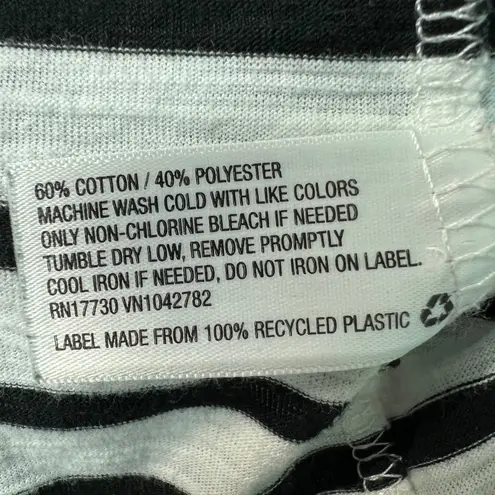 60% COTTON / 40% POLYESTER
MACHINE WASH COLD WITH LIKE COLORS
ONLY NON-CHLORINE BLEACH IF NEEDED
TUMBLE DRY LOW, REMOVE PROMPTLY
COOL IRON IF NEEDED, DO NOT IRON ON LABEL.
RN17730 VN1042782
LABEL MADE FROM 100% RECYCLED PLASTIC